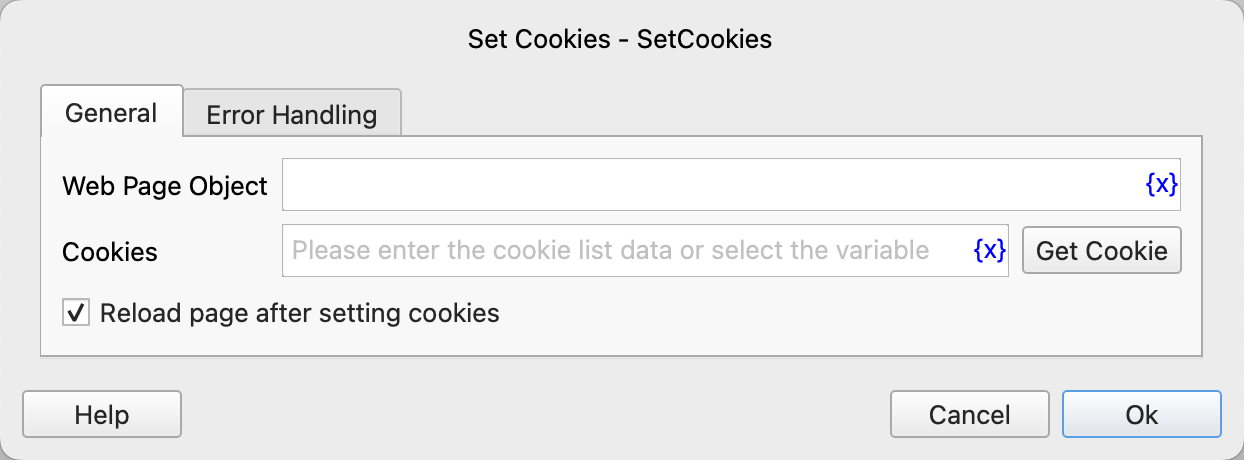 Set Cookies - SetCookies
General
Error Handling
Web Page Object
{x}
Cookies
Please enter the cookie list data or select the variable
{x}
Get Cookie
Reload page after setting cookies
Help
Cancel
Ok